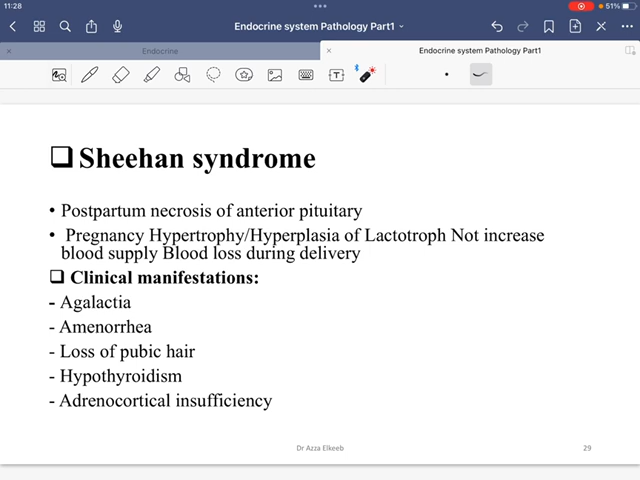 11:28
51%
Endocrine system Pathology Part1
Endocrine
Endocrine system Pathology Part1
T
❑ Sheehan syndrome
• Postpartum necrosis of anterior pituitary
• Pregnancy Hypertrophy/Hyperplasia of Lactotroph Not increase
blood supply Blood loss during delivery
❑ Clinical manifestations:
- Agalactia
- Amenorrhea
- Loss of pubic hair
- Hypothyroidism
- Adrenocortical insufficiency
Dr Azza Elkeeb
29